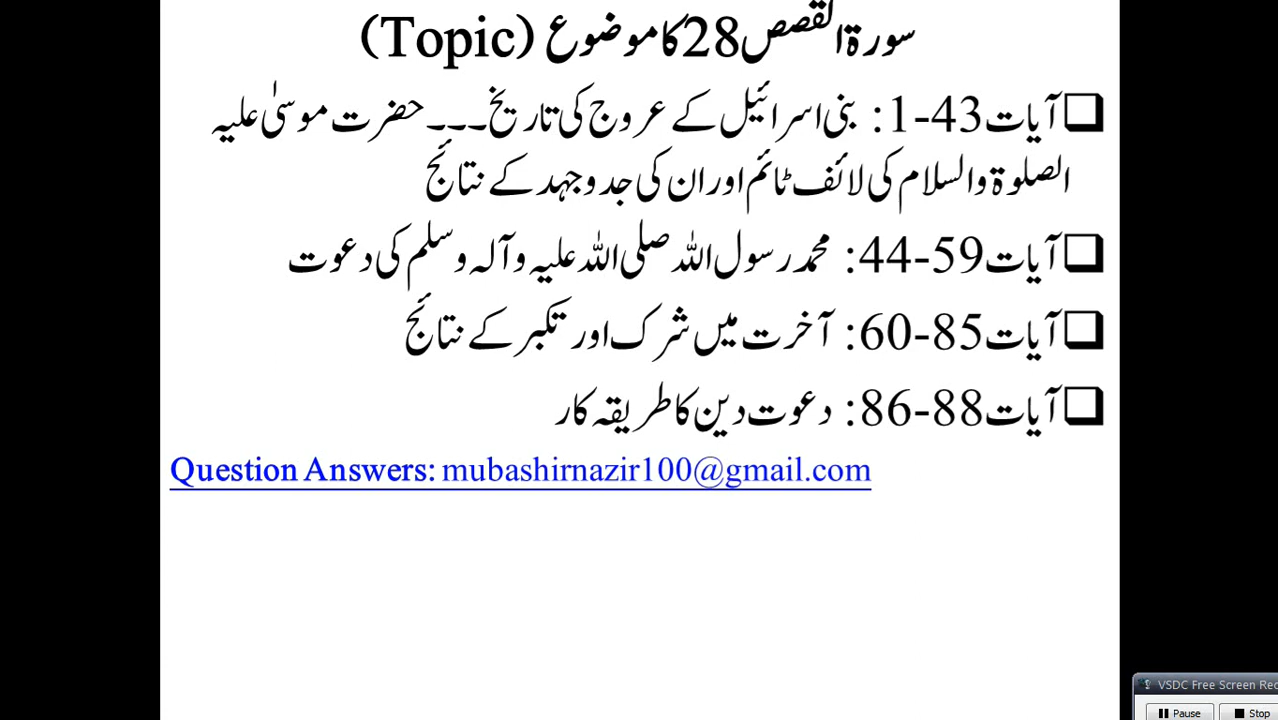 سورۃ القصص 28 کا موضوع (Topic)
آیات 1-43: بنی اسرائیل کے عروج کی تاریخ۔۔۔ حضرت موسیٰ علیہ
الصلوۃ والسلام کی لائف ٹائم اور ان کی جد و جہد کے نتائج
آیات 44-59: محمد رسول اللہ صلی اللہ علیہ وآلہ وسلم کی دعوت
آیات 60-85: آخرت میں شرک اور تکبر کے نتائج
آیات 86-88: دعوت دین کا طریقہ کار
Question Answers: mubashirnazir100@gmail.com
VSDC Free Screen Rec
Pause Stop